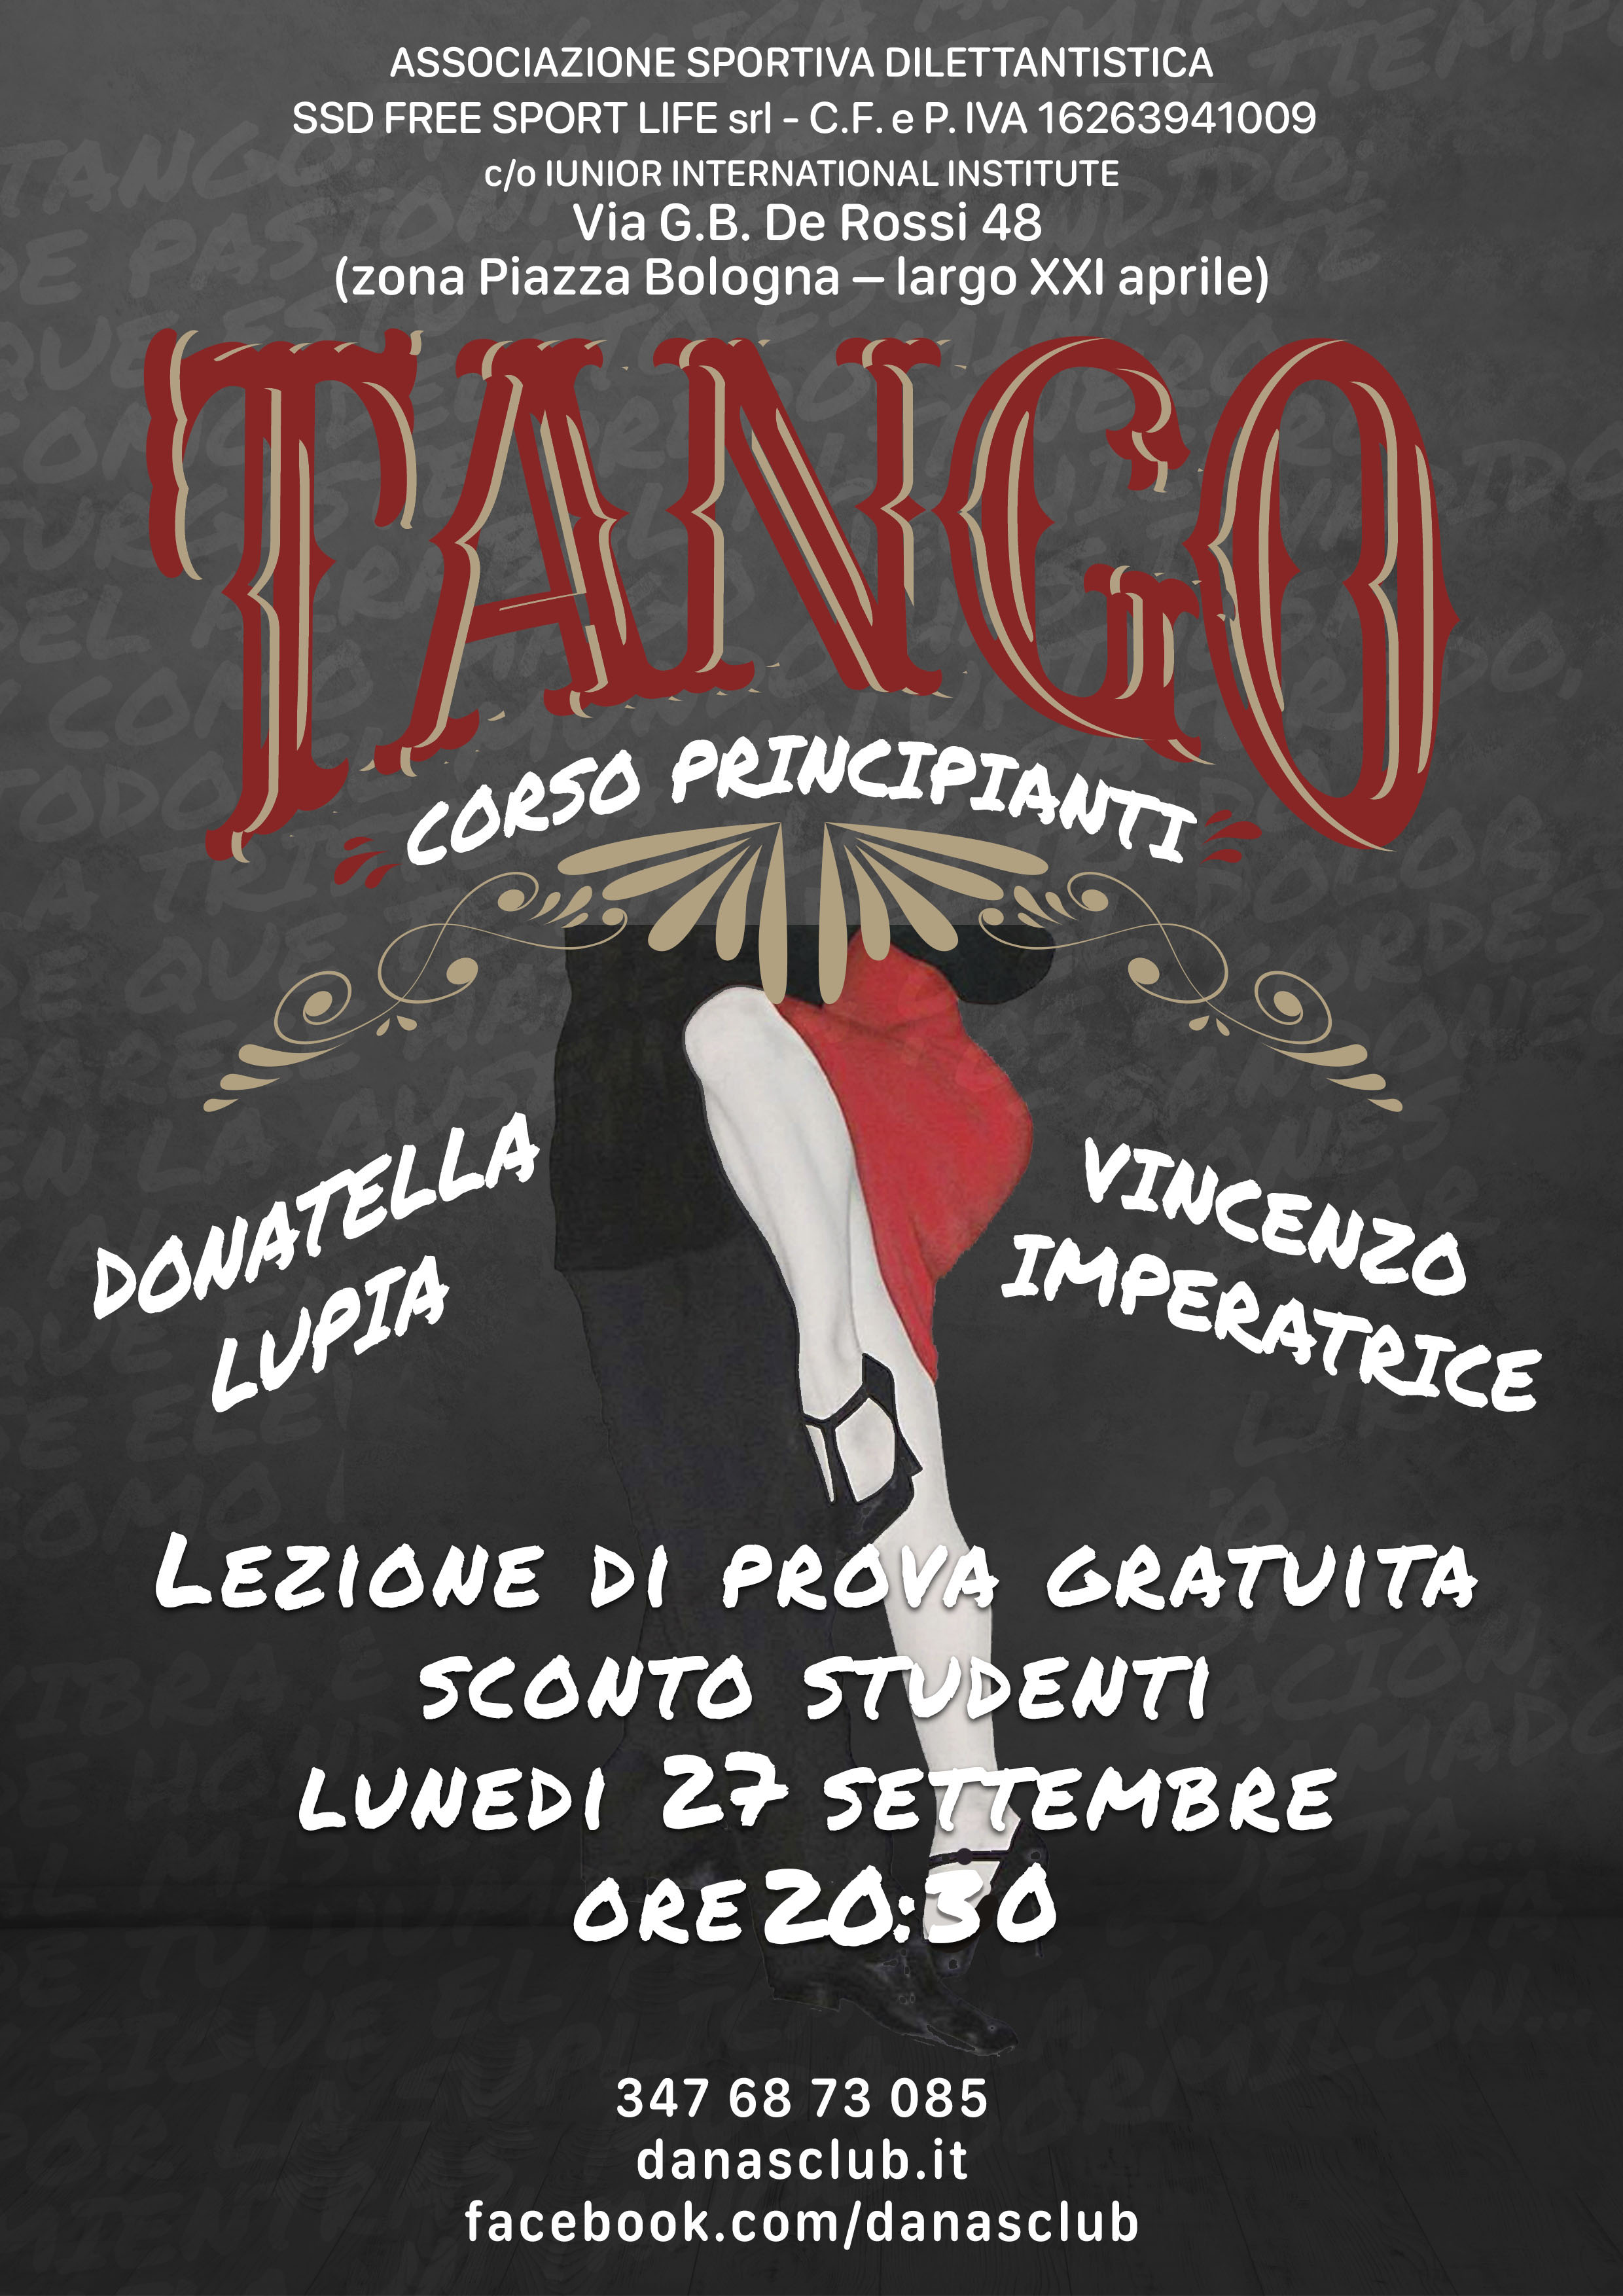 ASSOCIAZIONE SPORTIVA DILETTANTISTICA
SSD FREE SPORT LIFE srl - C.F. e P. IVA 16263941009
c/o IUNIOR INTERNATIONAL INSTITUTE
Via G.B. De Rossi 48
(zona Piazza Bologna – largo XXI aprile)
TANGO
CORSO PRINCIPIANTI
DONATELLA
LUPIA
VINCENZO
IMPERATRICE
LEZIONE DI PROVA GRATUITA
SCONTO STUDENTI
LUNEDI 27 SETTEMBRE
ORE 20:30
347 68 73 085
danasclub.it
facebook.com/danasclub